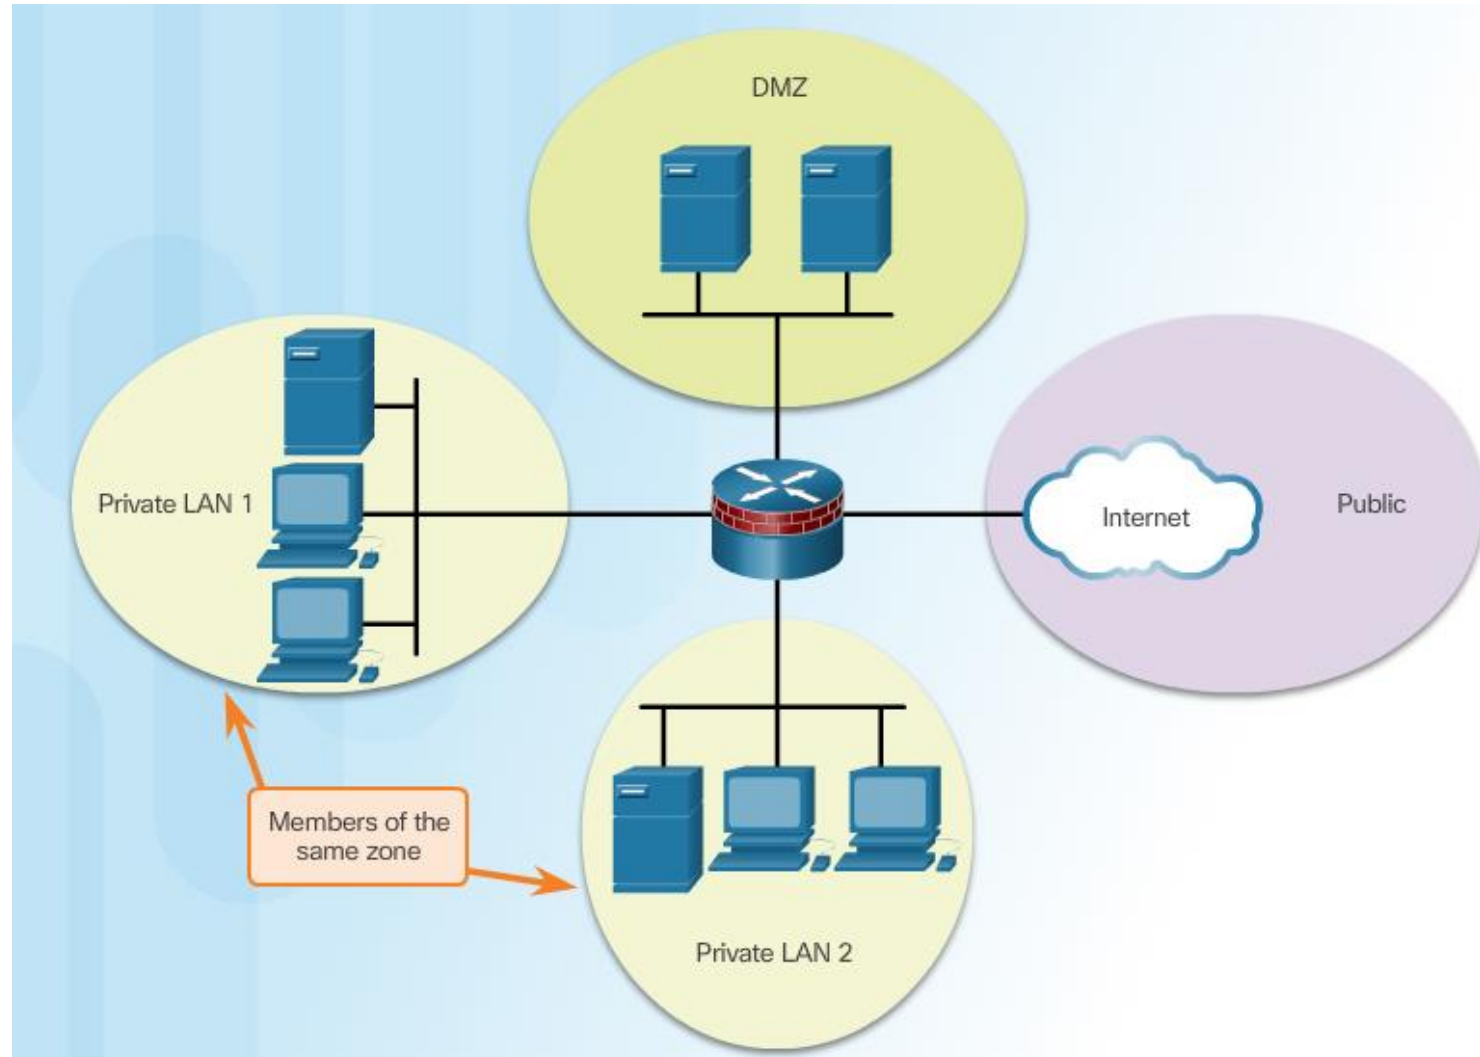 DMZ
Private LAN 1
Internet
Public
Members of the
same zone
Private LAN 2